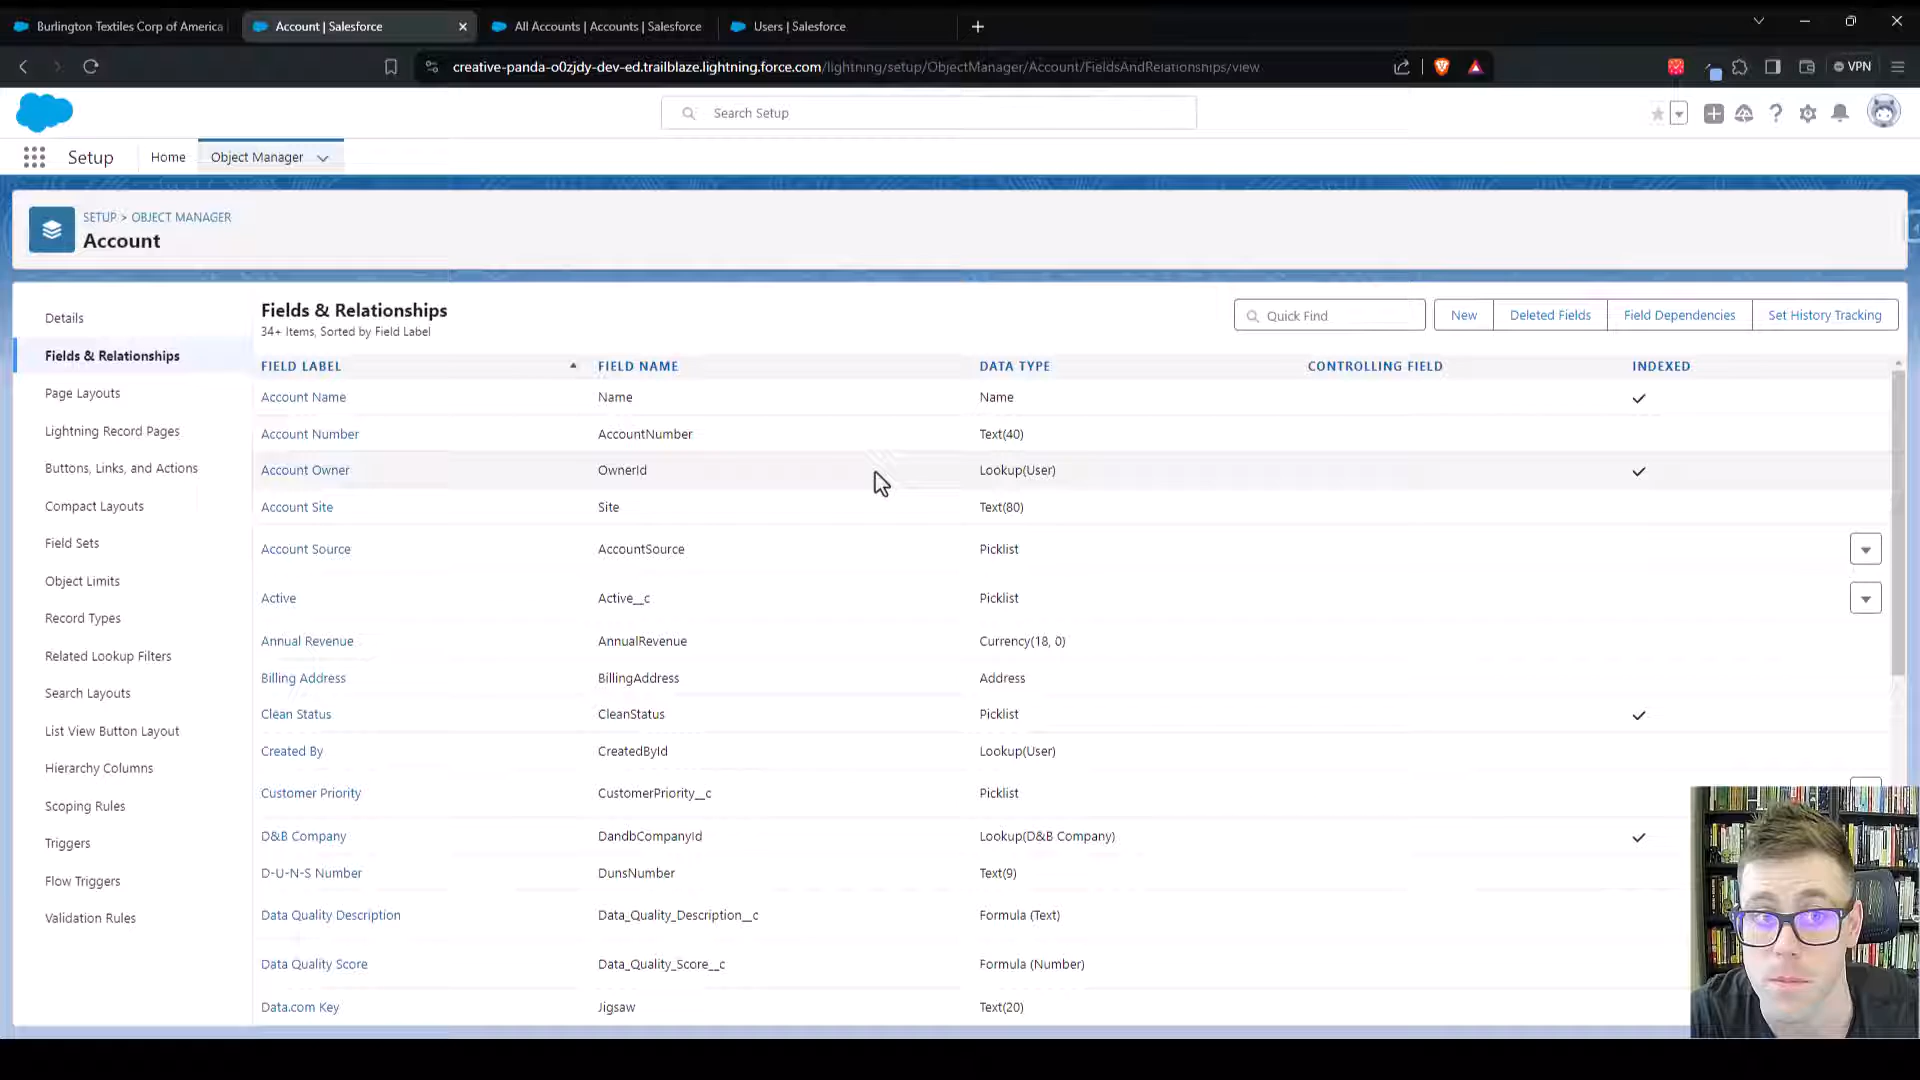 Burlington Textiles Corp of America
Account | Salesforce
All Accounts | Accounts | Salesforce
Users | Salesforce
creative-panda-o0zjdy-dev-ed.trailblaze.lightning.force.com/lightning/setup/ObjectManager/Account/FieldsAndRelationships/view
VPN
Search Setup
Setup
Home
Object Manager
SETUP > OBJECT MANAGER
Account
Details
Fields & Relationships
Page Layouts
Lightning Record Pages
Buttons, Links, and Actions
Compact Layouts
Field Sets
Object Limits
Record Types
Related Lookup Filters
Search Layouts
List View Button Layout
Hierarchy Columns
Scoping Rules
Triggers
Flow Triggers
Validation Rules
Fields & Relationships
34+ Items, Sorted by Field Label
Quick Find
New
Deleted Fields
Field Dependencies
Set History Tracking
FIELD LABEL FIELD NAME DATA TYPE CONTROLLING FIELD INDEXED
Account Name Name Name
Account Number AccountNumber Text(40)
Account Owner OwnerId Lookup(User)
Account Site Site Text(80)
Account Source AccountSource Picklist
Active Active__c Picklist
Annual Revenue AnnualRevenue Currency(18, 0)
Billing Address BillingAddress Address
Clean Status CleanStatus Picklist
Created By CreatedById Lookup(User)
Customer Priority CustomerPriority__c Picklist
D&B Company DandbCompanyId Lookup(D&B Company)
D-U-N-S Number DunsNumber Text(9)
Data Quality Description Data_Quality_Description__c Formula (Text)
Data Quality Score Data_Quality_Score__c Formula (Number)
Data.com Key Jigsaw Text(20)